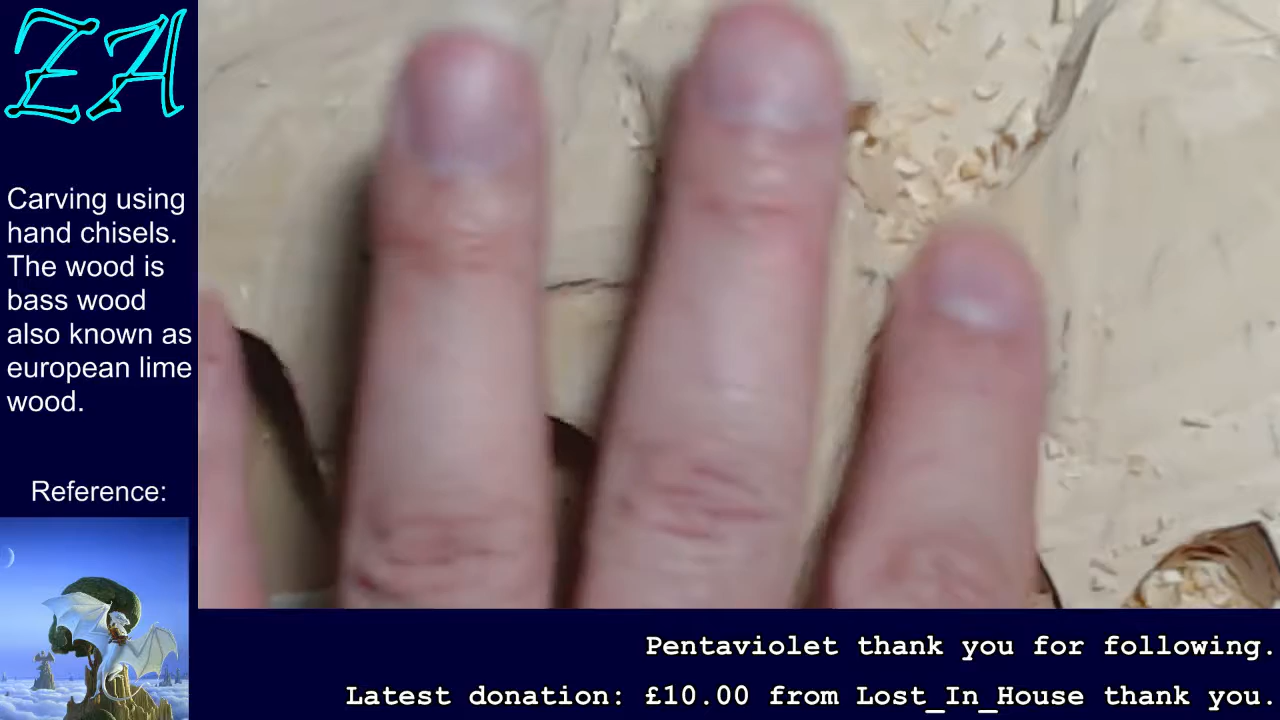 ZA
Carving using
hand chisels.
The wood is
bass wood
also known as
european lime
wood.
Reference:
Pentaviolet thank you for following.
Latest donation: £10.00 from Lost_In_House thank you.